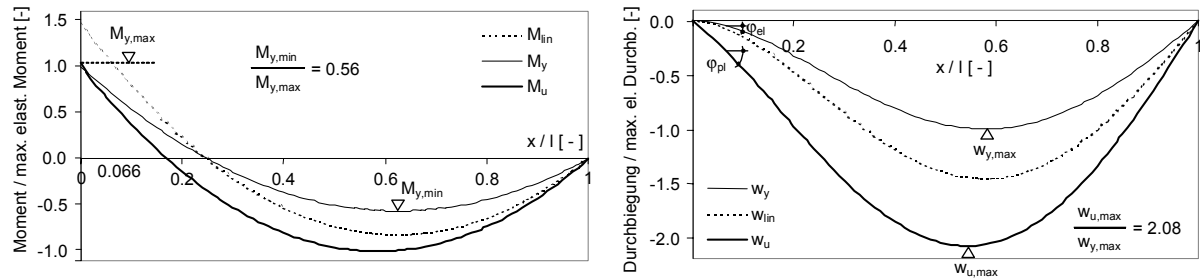 Moment / max. elast. Moment [-]
1.5
1.0
0.5
0.0
-0.5
-1.0
M_y,max
M_y,min
M_y,max
= 0.56
M_lin
M_y
M_u
x / l [ - ]
0
0.066
0.2
0.4
0.6
0.8
1
M_y,min
Durchbiegung / max. el. Durchb. [-]
0.0
-0.5
-1.0
-1.5
-2.0
φ_el
φ_pl
0.2
0.4
0.6
0.8
1
x / l [ - ]
w_y,max
w_y
w_lin
w_u
w_u,max
w_y,max
= 2.08
w_u,max